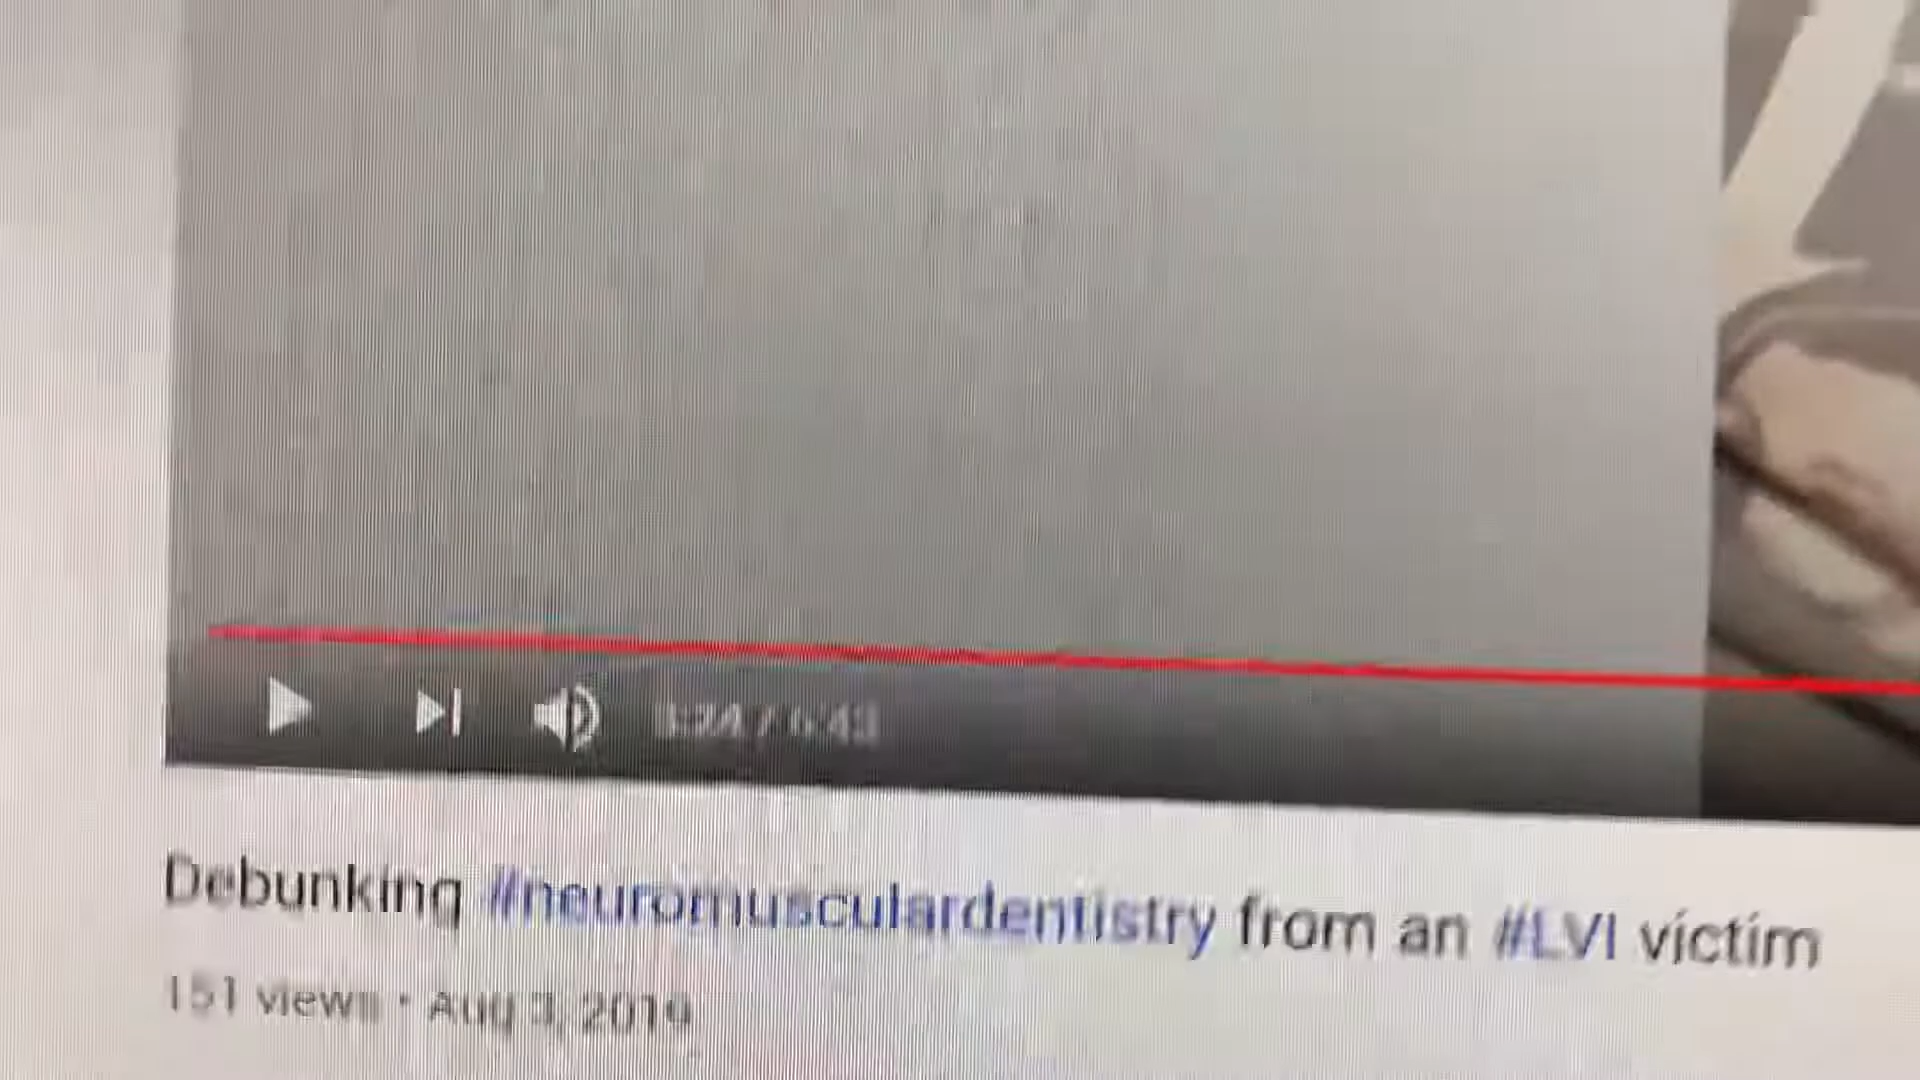 Debunking #neuromusculardentistry from an #LVI victim
151 views • Aug 3, 2019